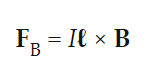 F_B = Iℓ × B